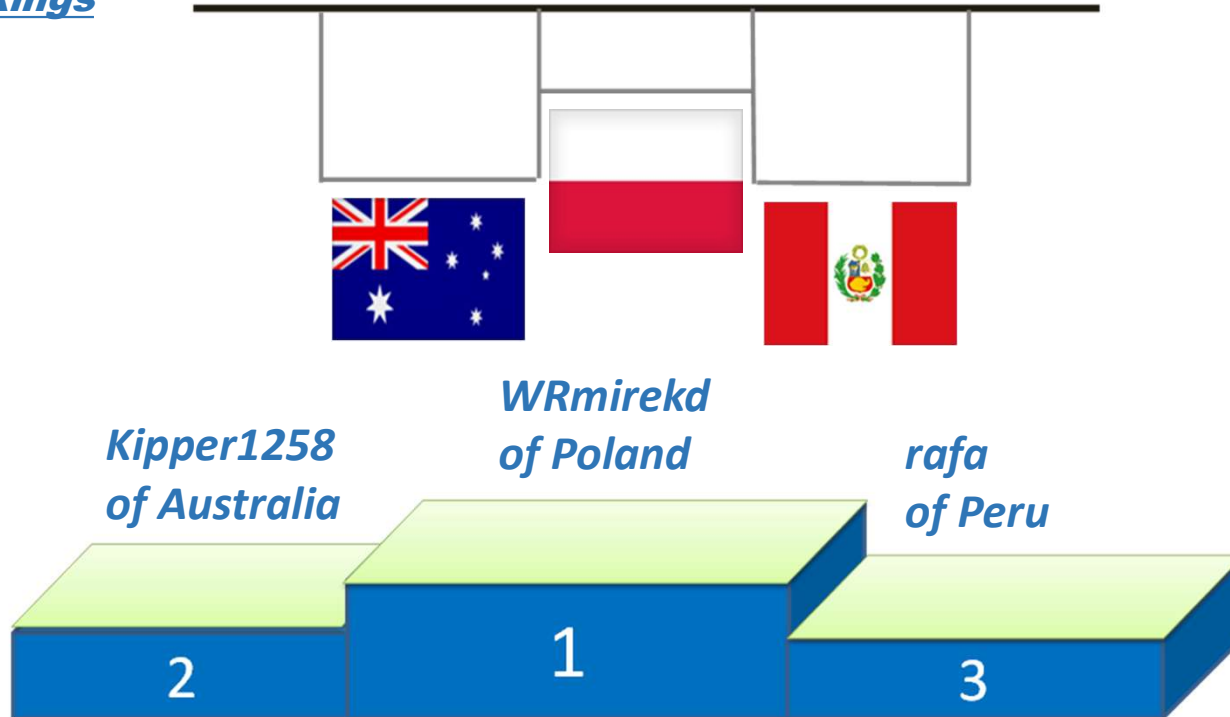 WRmirekd
of Poland
Kipper1258
of Australia
rafa
of Peru
1
2
3